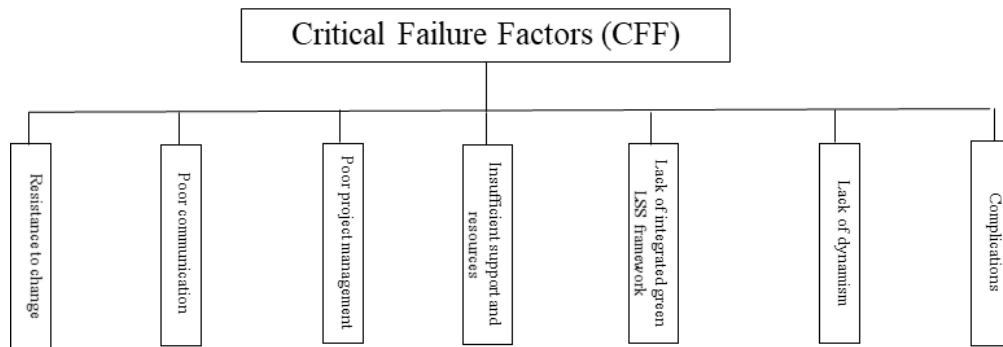 Critical Failure Factors (CFF)
Resistance to change
Poor communication
Poor project management
Insufficient support and
resources
Lack of integrated green
LSS framework
Lack of dynamism
Complications